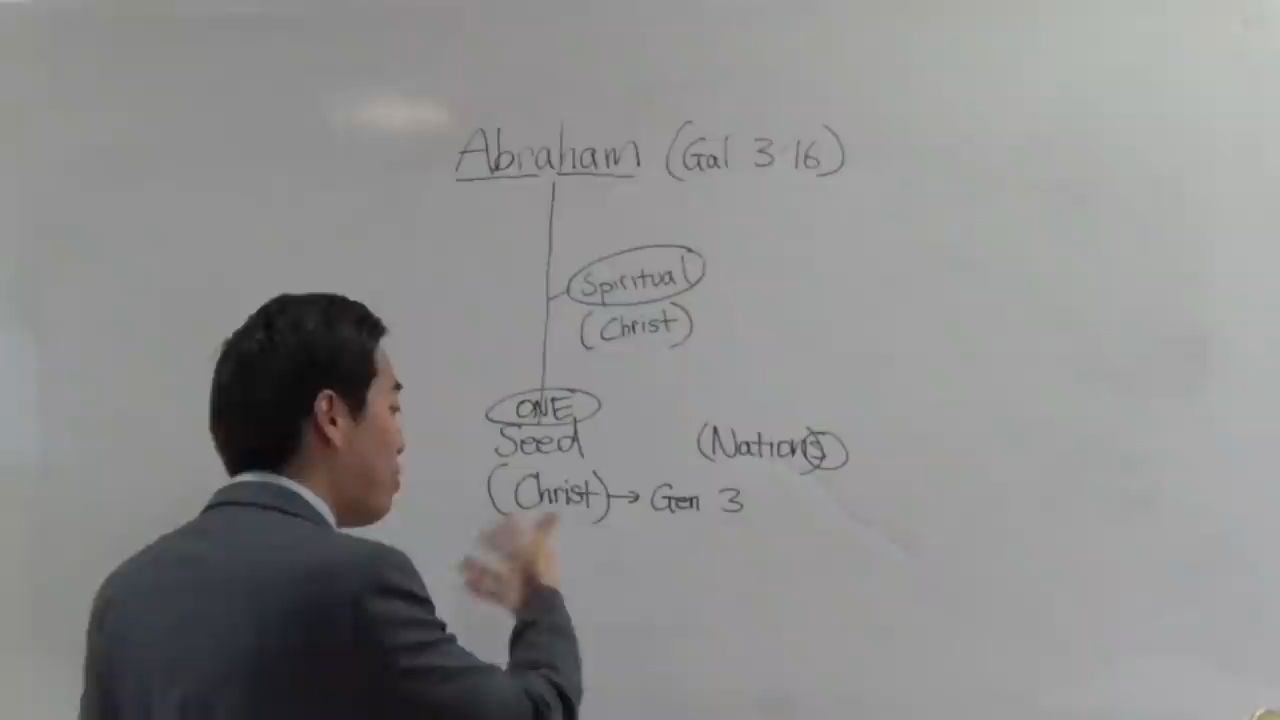 Abraham (Gal 3:16)
Spiritual
(Christ)
ONE
Seed (Nations)
(Christ) → Gen 3